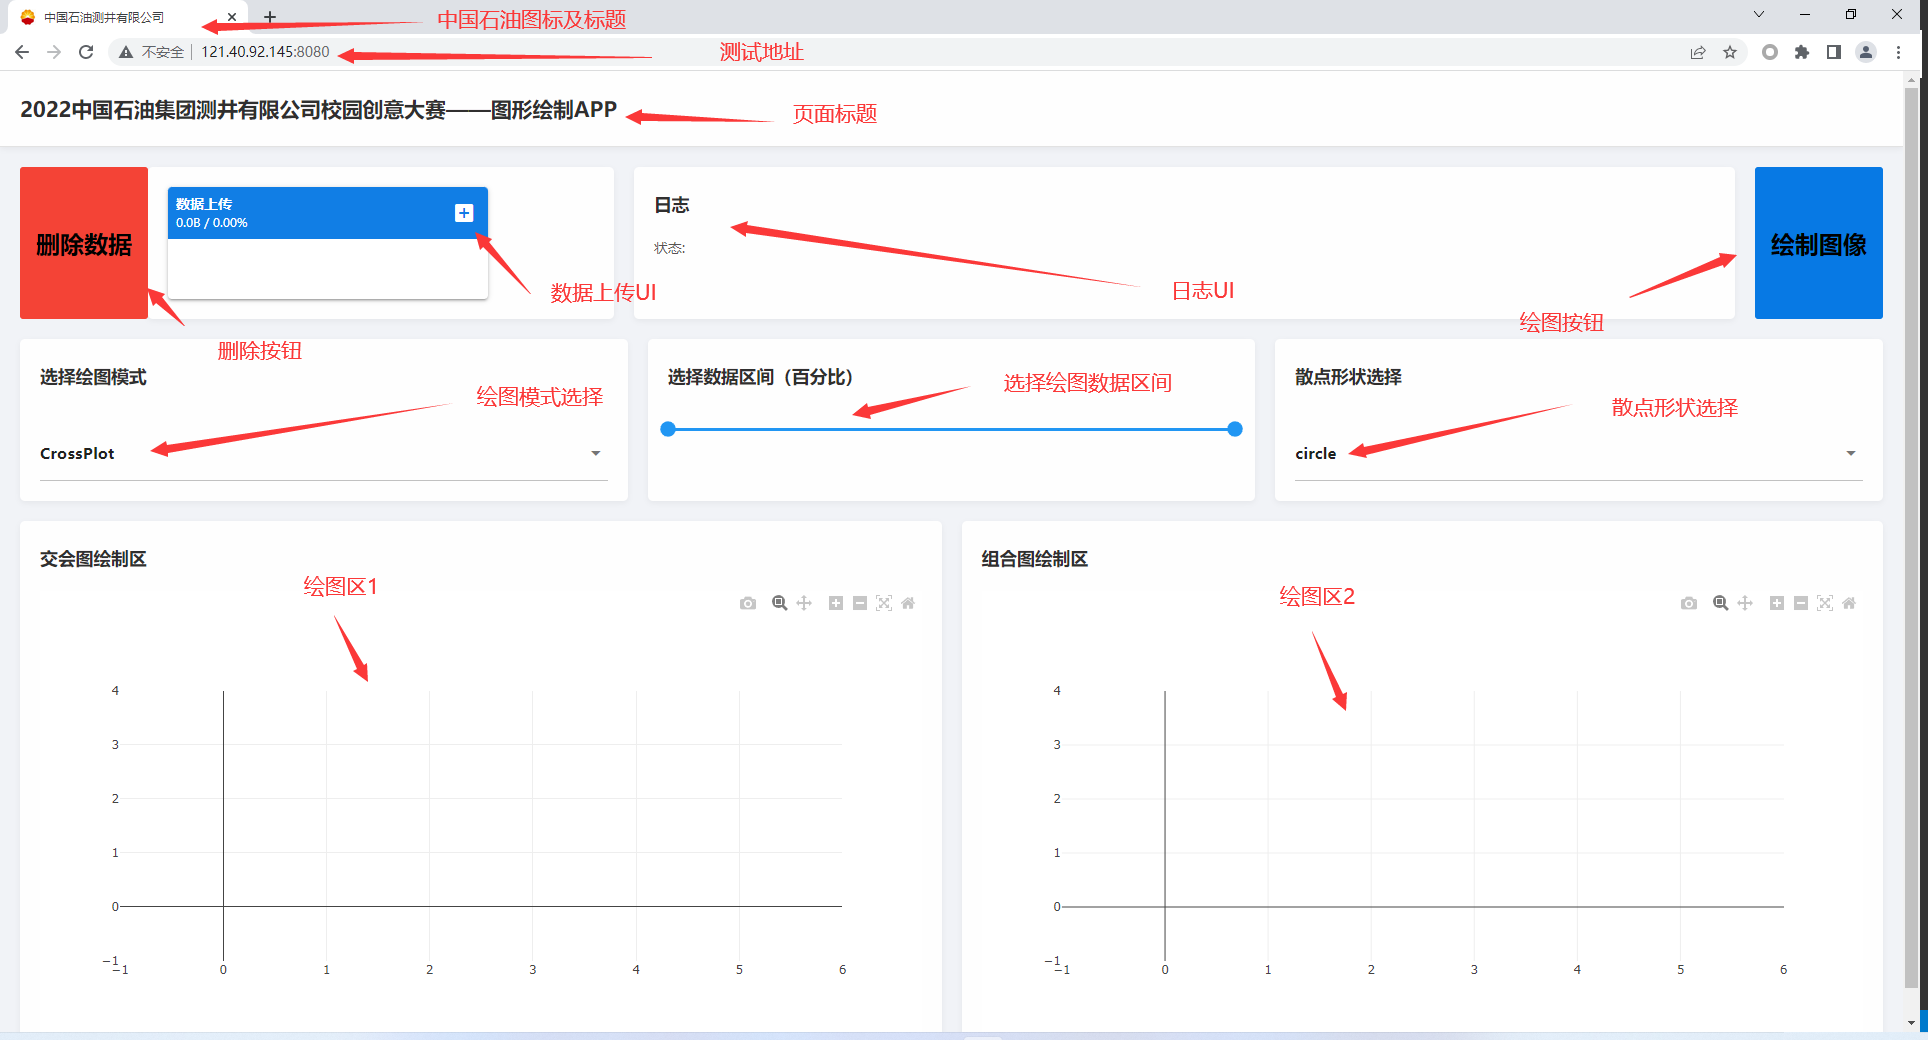 中国石油测井有限公司
中国石油图标及标题
不安全
121.40.92.145:8080
测试地址
2022中国石油集团测井有限公司校园创意大赛——图形绘制APP
页面标题
删除数据
数据上传
0.0B / 0.00%
数据上传UI
删除按钮
日志
状态:
日志UI
绘制图像
绘图按钮
选择绘图模式
绘图模式选择
CrossPlot
选择数据区间（百分比）
选择绘图数据区间
散点形状选择
散点形状选择
circle
交会图绘制区
绘图区1
4
3
2
1
0
−1
−1 0 1 2 3 4 5 6
组合图绘制区
绘图区2
4
3
2
1
0
−1
−1 0 1 2 3 4 5 6